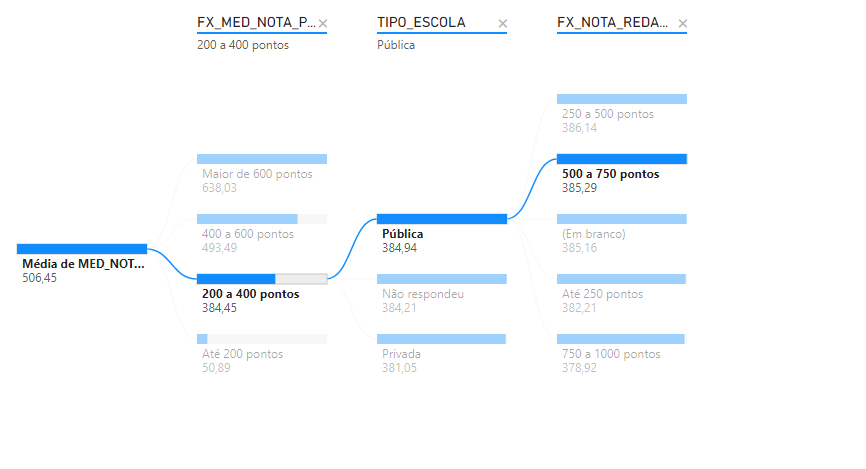 FX_MED_NOTA_P...
200 a 400 pontos
TIPO_ESCOLA
Pública
FX_NOTA_REDA...
Média de MED_NOT...
506,45
Maior de 600 pontos
638,03
400 a 600 pontos
493,49
200 a 400 pontos
384,45
Até 200 pontos
50,89
Pública
384,94
Não respondeu
384,21
Privada
381,05
250 a 500 pontos
386,14
500 a 750 pontos
385,29
(Em branco)
385,16
Até 250 pontos
382,21
750 a 1000 pontos
378,92